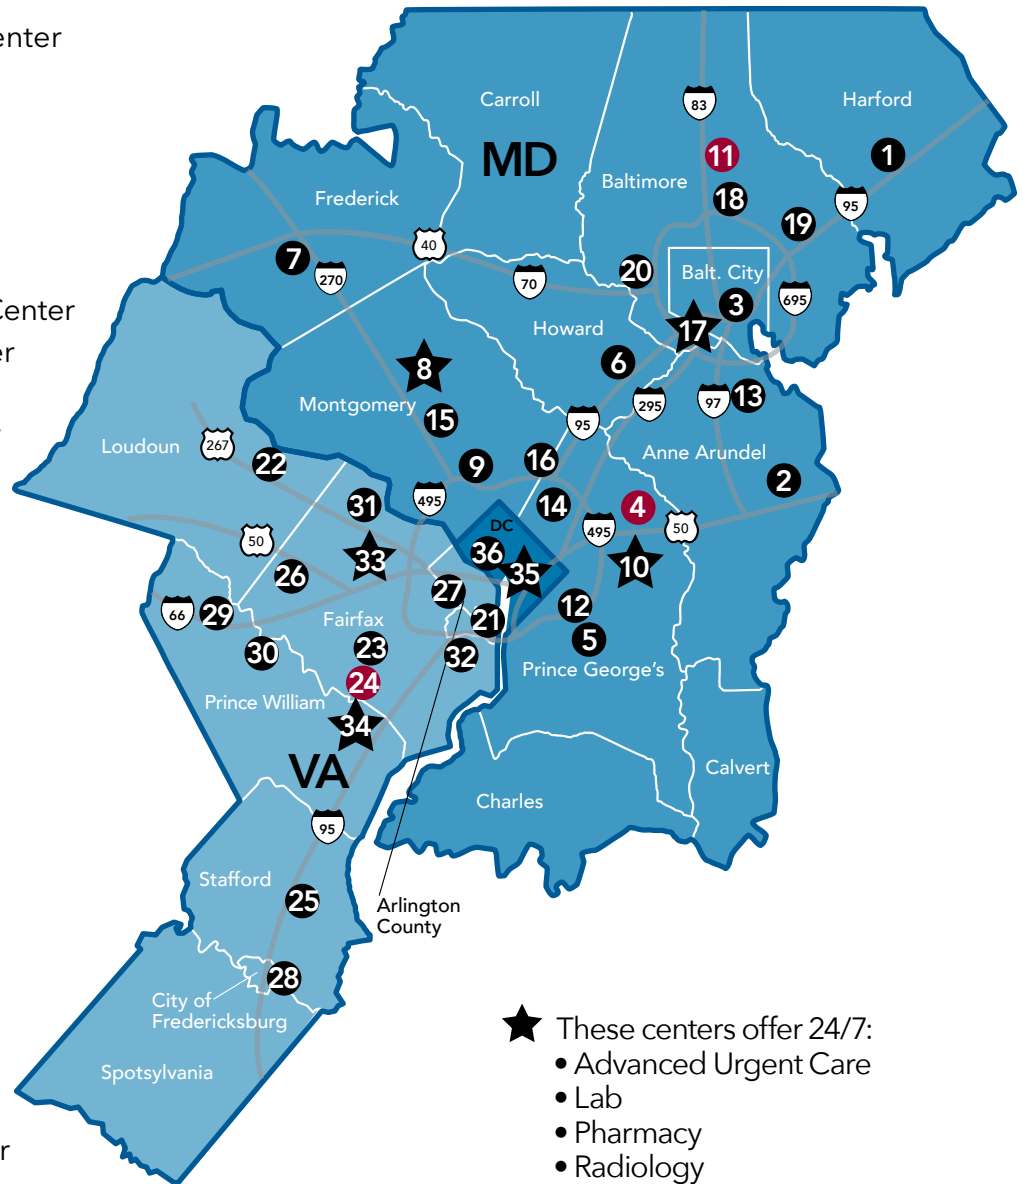 enter
Carroll
83
Harford
MD
11
1
Baltimore
Frederick
18
95
19
40
7
270
20
Balt. City
70
3
695
17
Howard
6
8
Montgomery
15
295
97
13
95
Loudoun
267
22
Anne Arundel
9
16
2
31
495
14
4
DC
495
50
50
36
33
35
10
26
27
12
66
29
Fairfax
21
5
30
23
32
24
Prince George's
Prince William
34
VA
Calvert
Charles
95
Stafford
25
Arlington
County
28
City of
Fredericksburg
Spotsylvania
Center
er
These centers offer 24/7:
• Advanced Urgent Care
• Lab
• Pharmacy
• Radiology
r